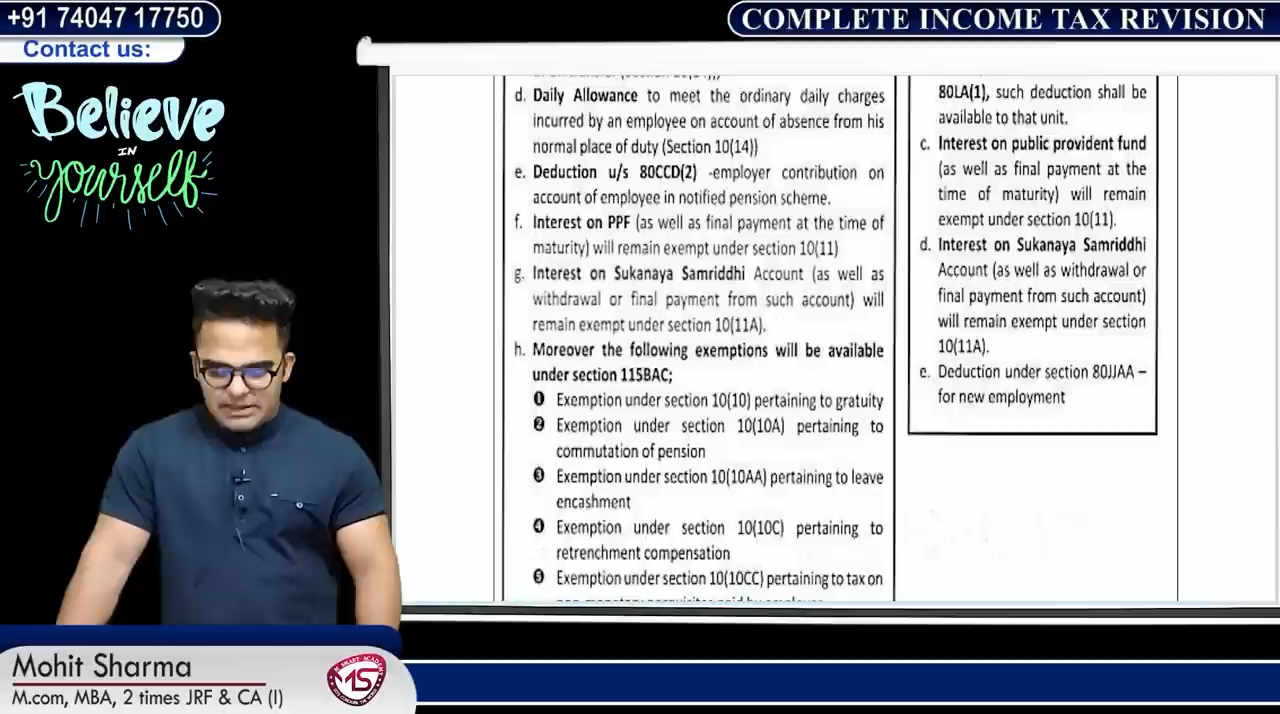 +91 74047 17750
Contact us:
COMPLETE INCOME TAX REVISION
Believe
IN
yourself
d. Daily Allowance to meet the ordinary daily charges
incurred by an employee on account of absence from his
normal place of duty (Section 10(14))
e. Deduction u/s 80CCD(2) -employer contribution on
account of employee in notified pension scheme.
f. Interest on PPF (as well as final payment at the time of
maturity) will remain exempt under section 10(11)
g. Interest on Sukanaya Samriddhi Account (as well as
withdrawal or final payment from such account) will
remain exempt under section 10(11A).
h. Moreover the following exemptions will be available
under section 115BAC;
❶ Exemption under section 10(10) pertaining to gratuity
❷ Exemption under section 10(10A) pertaining to
commutation of pension
❸ Exemption under section 10(10AA) pertaining to leave
encashment
❹ Exemption under section 10(10C) pertaining to
retrenchment compensation
❺ Exemption under section 10(10CC) pertaining to tax on
80LA(1), such deduction shall be
available to that unit.
c. Interest on public provident fund
(as well as final payment at the
time of maturity) will remain
exempt under section 10(11).
d. Interest on Sukanaya Samriddhi
Account (as well as withdrawal or
final payment from such account)
will remain exempt under section
10(11A).
e. Deduction under section 80JJAA –
for new employment
Mohit Sharma
M.com, MBA, 2 times JRF & CA (I)
MS